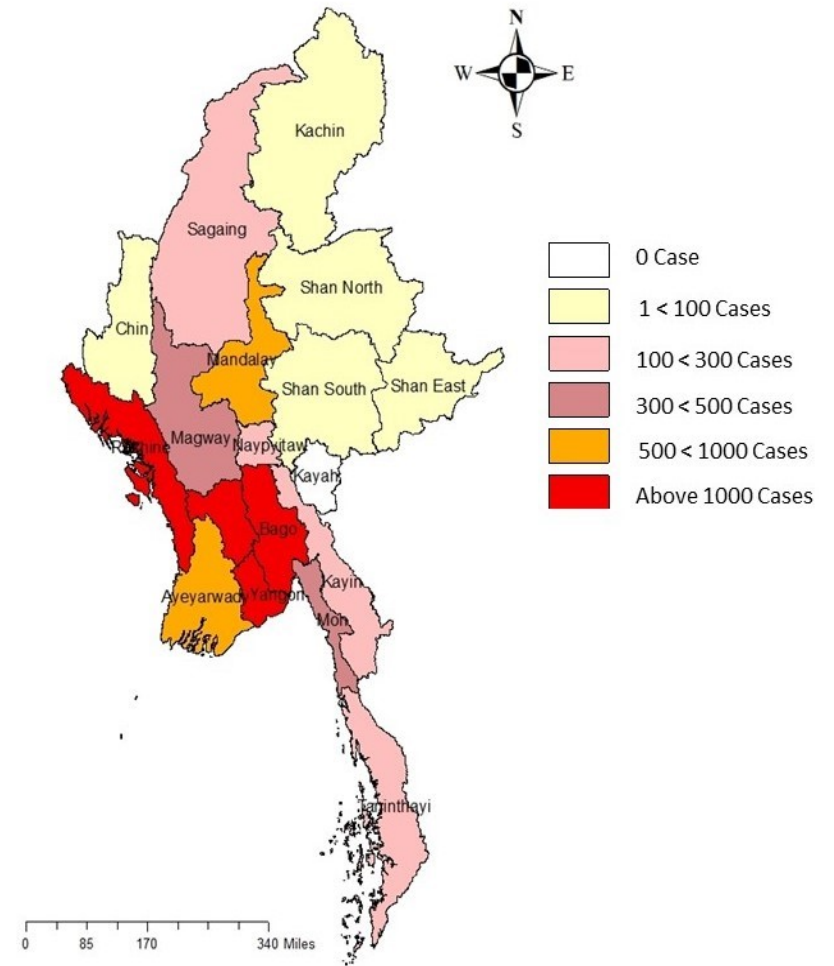 N
W E
S
Kachin
Sagaing
Shan North
Chin
Mandalay
Shan South
Shan East
Magway
Naypyitaw
Rakhine
Kayah
Bago
Kayin
Ayeyarwady
Yangon
Mon
Taninthayi
0 Case
1 < 100 Cases
100 < 300 Cases
300 < 500 Cases
500 < 1000 Cases
Above 1000 Cases
0 85 170 340 Miles